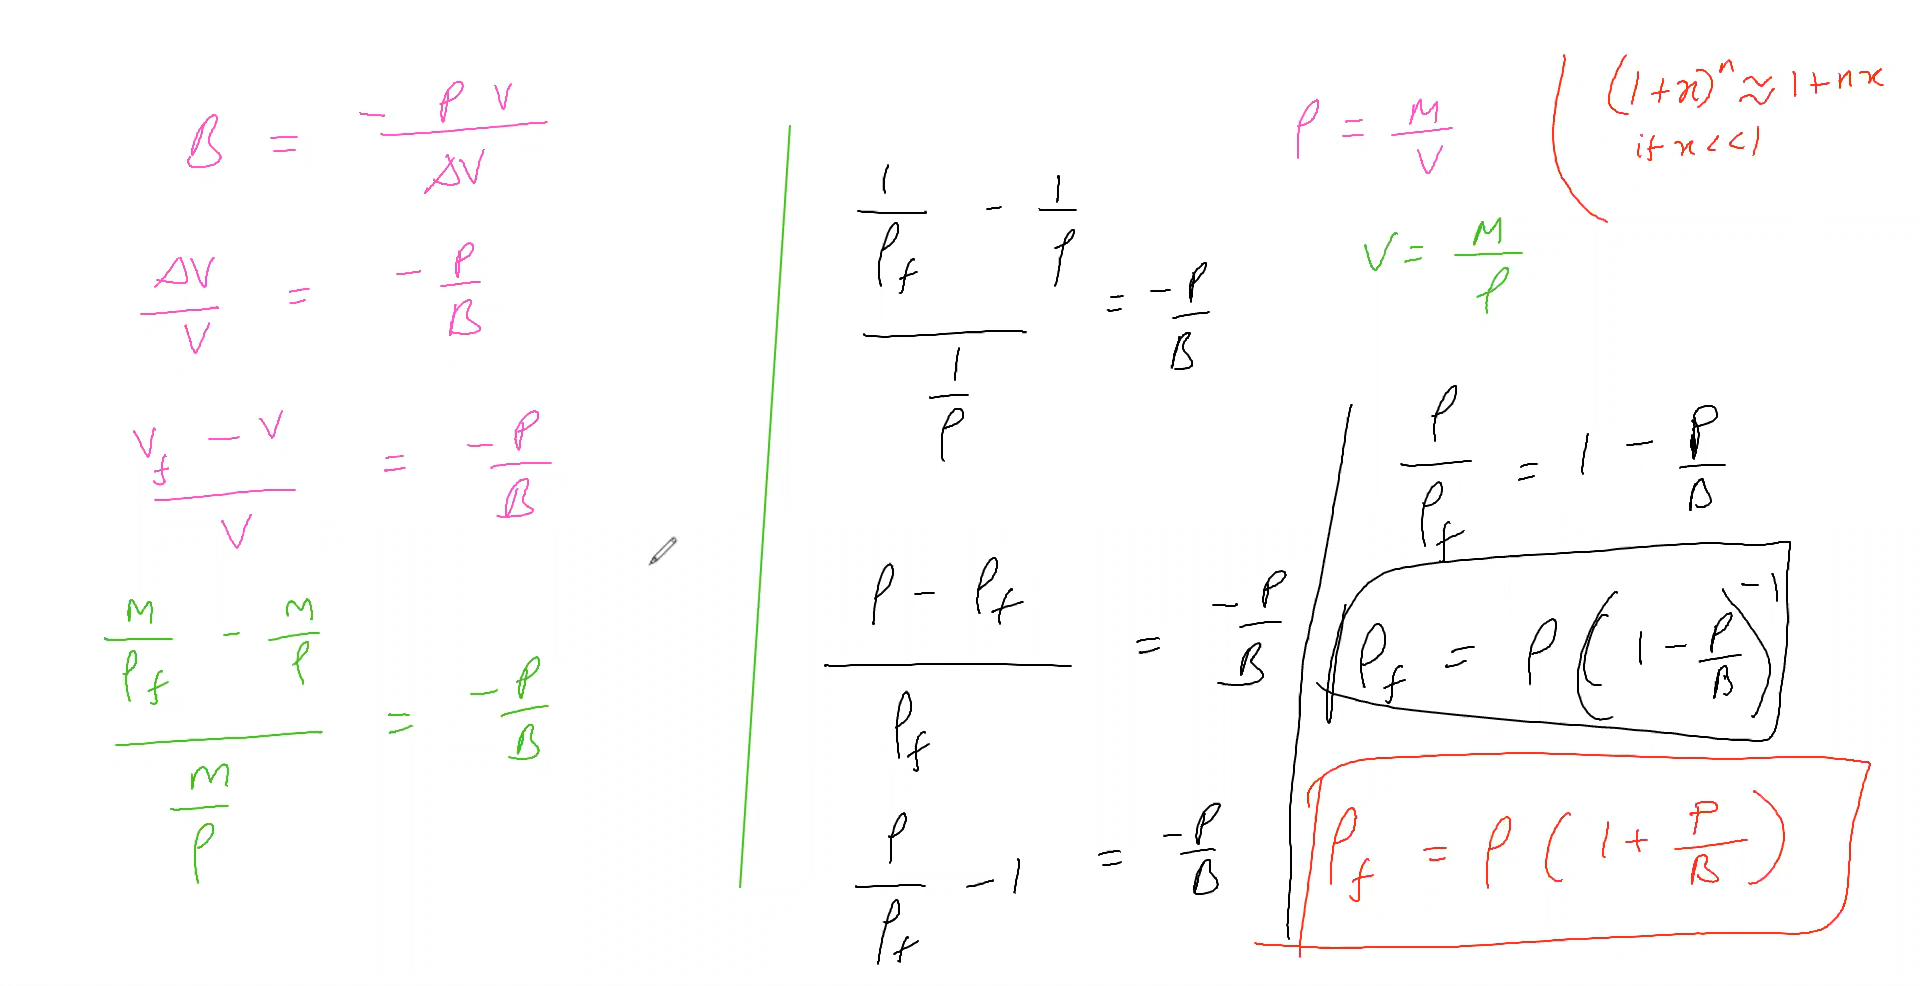 B = - P V / ΔV
ΔV / V = - P / B
V_f - V / V = - P / B
M / ρ_f - M / ρ / M / ρ = - P / B
1 / ρ_f - 1 / ρ / 1 / ρ = - P / B
ρ - ρ_f / ρ_f = - P / B
ρ / ρ_f - 1 = - P / B
ρ = M / V
V = M / ρ
(1+x)^n ≈ 1+nx
if x<<1
ρ / ρ_f = 1 - P / B
ρ_f = ρ (1 - P / B)^-1
ρ_f = ρ (1 + P / B)